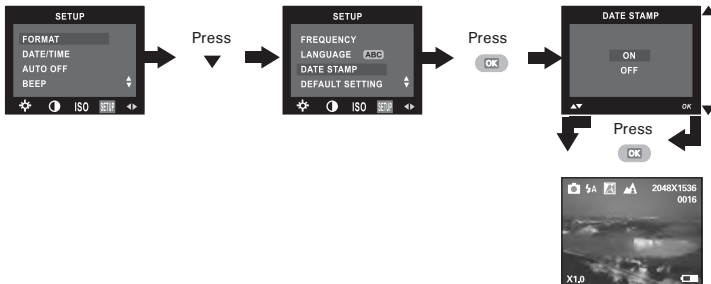 SETUP
FORMAT
DATE/TIME
AUTO OFF
BEEP
ISO SETUP
Press
SETUP
FREQUENCY
LANGUAGE ABC
DATE STAMP
DEFAULT SETTING
ISO SETUP
Press
OK
DATE STAMP
ON
OFF
OK
Press
OK
A 2048X1536
0016
X1.0